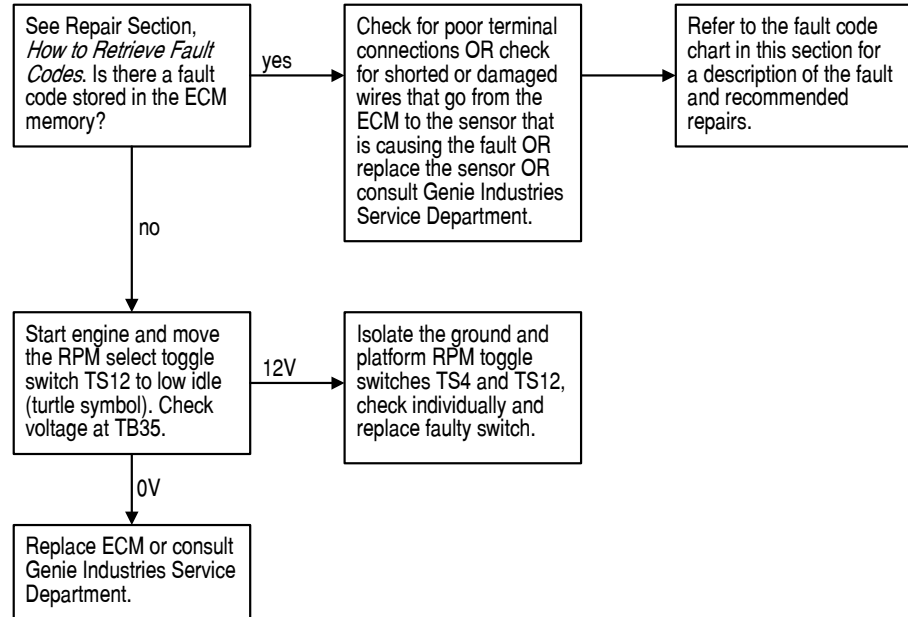 See Repair Section,
How to Retrieve Fault
Codes. Is there a fault
code stored in the ECM
memory?
yes
Check for poor terminal
connections OR check
for shorted or damaged
wires that go from the
ECM to the sensor that
is causing the fault OR
replace the sensor OR
consult Genie Industries
Service Department.
Refer to the fault code
chart in this section for
a description of the fault
and recommended
repairs.
no
Start engine and move
the RPM select toggle
switch TS12 to low idle
(turtle symbol). Check
voltage at TB35.
12V
Isolate the ground and
platform RPM toggle
switches TS4 and TS12,
check individually and
replace faulty switch.
0V
Replace ECM or consult
Genie Industries Service
Department.